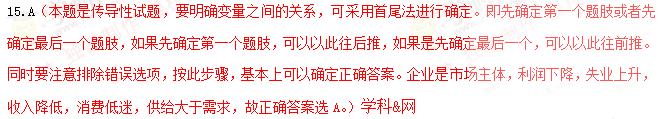 15.A（本题是传导性试题，要明确变量之间的关系，可采用首尾法进行确定。即先确定第一个题肢或者先
确定最后一个题肢，如果先确定第一个题肢，可以以此往后推，如果是先确定最后一个，可以以此往前推。
同时要注意排除错误选项，按此步骤，基本上可以确定正确答案。企业是市场主体，利润下降，失业上升，
收入降低，消费低迷，供给大于需求，故正确答案选 A。）学科&网